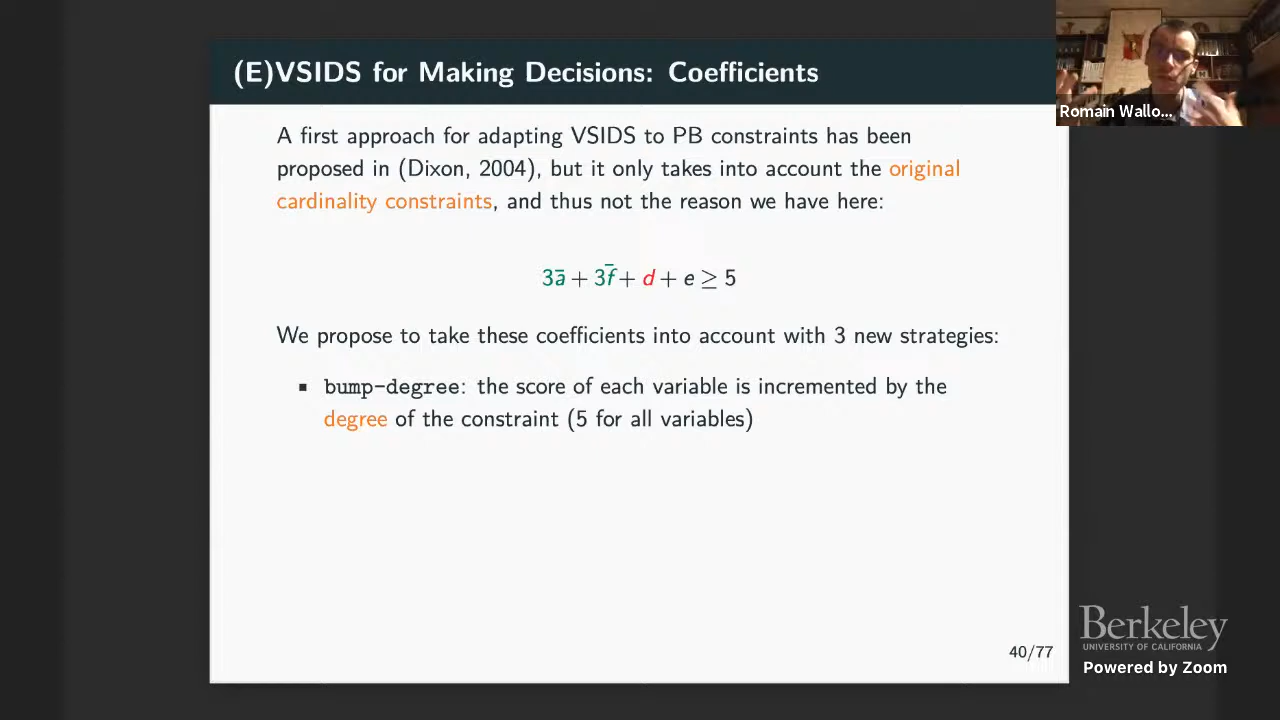 (E)VSIDS for Making Decisions: Coefficients
Romain Wallo...
A first approach for adapting VSIDS to PB constraints has been
proposed in (Dixon, 2004), but it only takes into account the original
cardinality constraints, and thus not the reason we have here:
3ā + 3f̄ + d + e ≥ 5
We propose to take these coefficients into account with 3 new strategies:
▪ bump-degree: the score of each variable is incremented by the
degree of the constraint (5 for all variables)
40/77
Berkeley
UNIVERSITY OF CALIFORNIA
Powered by Zoom